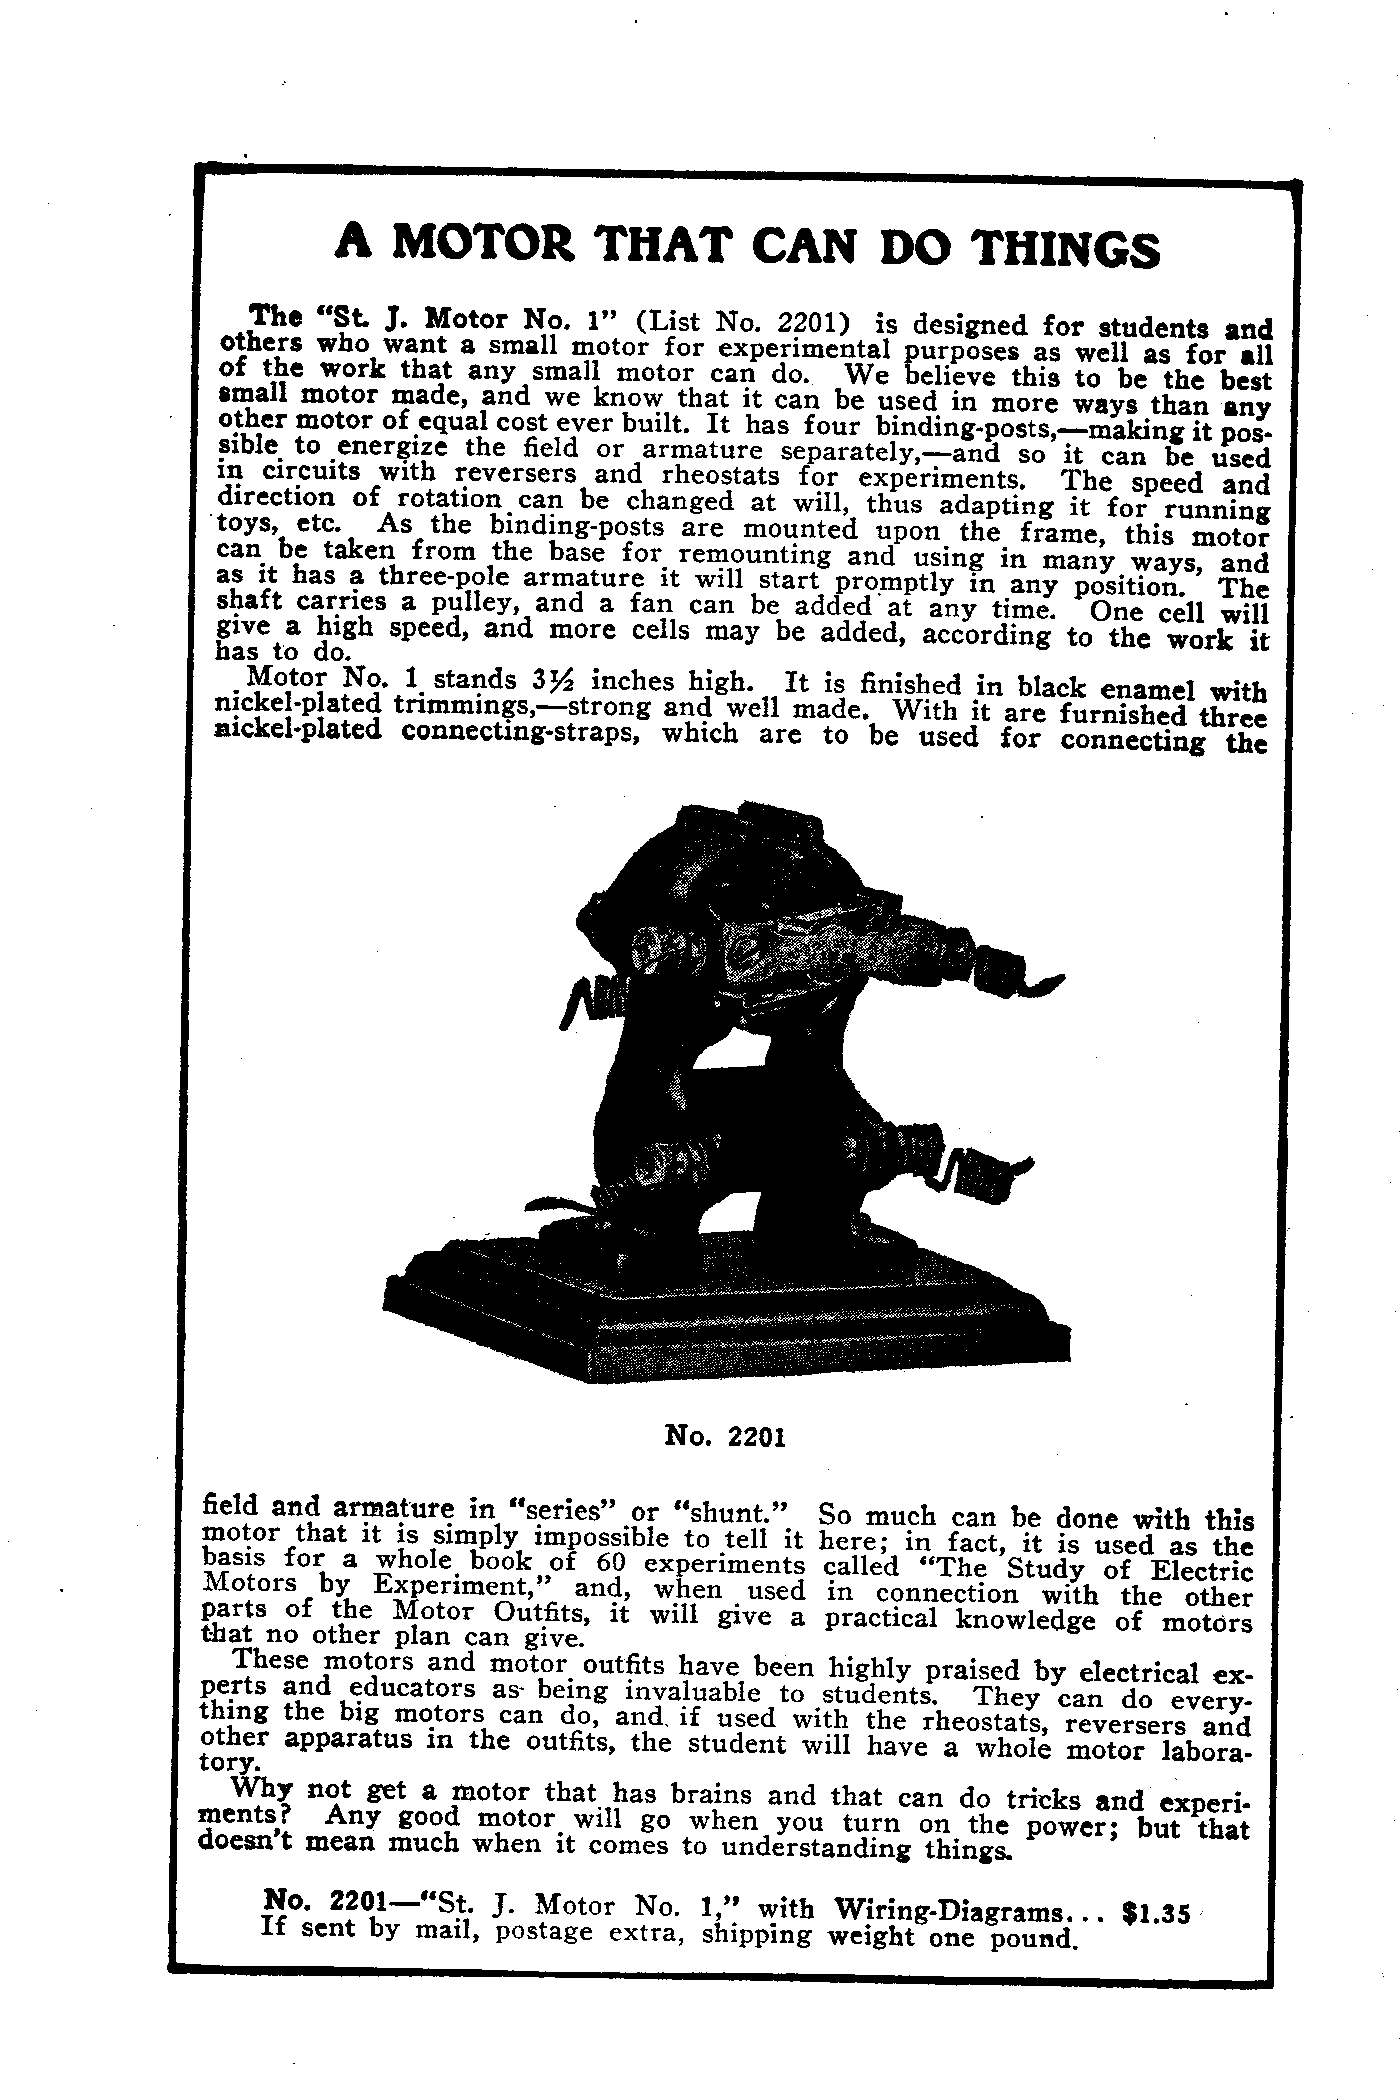 A MOTOR THAT CAN DO THINGS
The “St. J. Motor No. 1” (List No. 2201) is designed for students and
others who want a small motor for experimental purposes as well as for all
of the work that any small motor can do. We believe this to be the best
small motor made, and we know that it can be used in more ways than any
other motor of equal cost ever built. It has four binding-posts,—making it pos-
sible to energize the field or armature separately,—and so it can be used
in circuits with reversers and rheostats for experiments. The speed and
direction of rotation can be changed at will, thus adapting it for running
toys, etc. As the binding-posts are mounted upon the frame, this motor
can be taken from the base for remounting and using in many ways, and
as it has a three-pole armature it will start promptly in any position. The
shaft carries a pulley, and a fan can be added at any time. One cell will
give a high speed, and more cells may be added, according to the work it
has to do.
Motor No. 1 stands 3½ inches high. It is finished in black enamel with
nickel-plated trimmings,—strong and well made. With it are furnished three
nickel-plated connecting-straps, which are to be used for connecting the
No. 2201
field and armature in “series” or “shunt.” So much can be done with this
motor that it is simply impossible to tell it here; in fact, it is used as the
basis for a whole book of 60 experiments called “The Study of Electric
Motors by Experiment,” and, when used in connection with the other
parts of the Motor Outfits, it will give a practical knowledge of motors
that no other plan can give.
These motors and motor outfits have been highly praised by electrical ex-
perts and educators as being invaluable to students. They can do every-
thing the big motors can do, and if used with the rheostats, reversers and
other apparatus in the outfits, the student will have a whole motor labora-
tory.
Why not get a motor that has brains and that can do tricks and experi-
ments? Any good motor will go when you turn on the power; but that
doesn’t mean much when it comes to understanding things.
No. 2201—“St. J. Motor No. 1,” with Wiring-Diagrams... $1.35
If sent by mail, postage extra, shipping weight one pound.